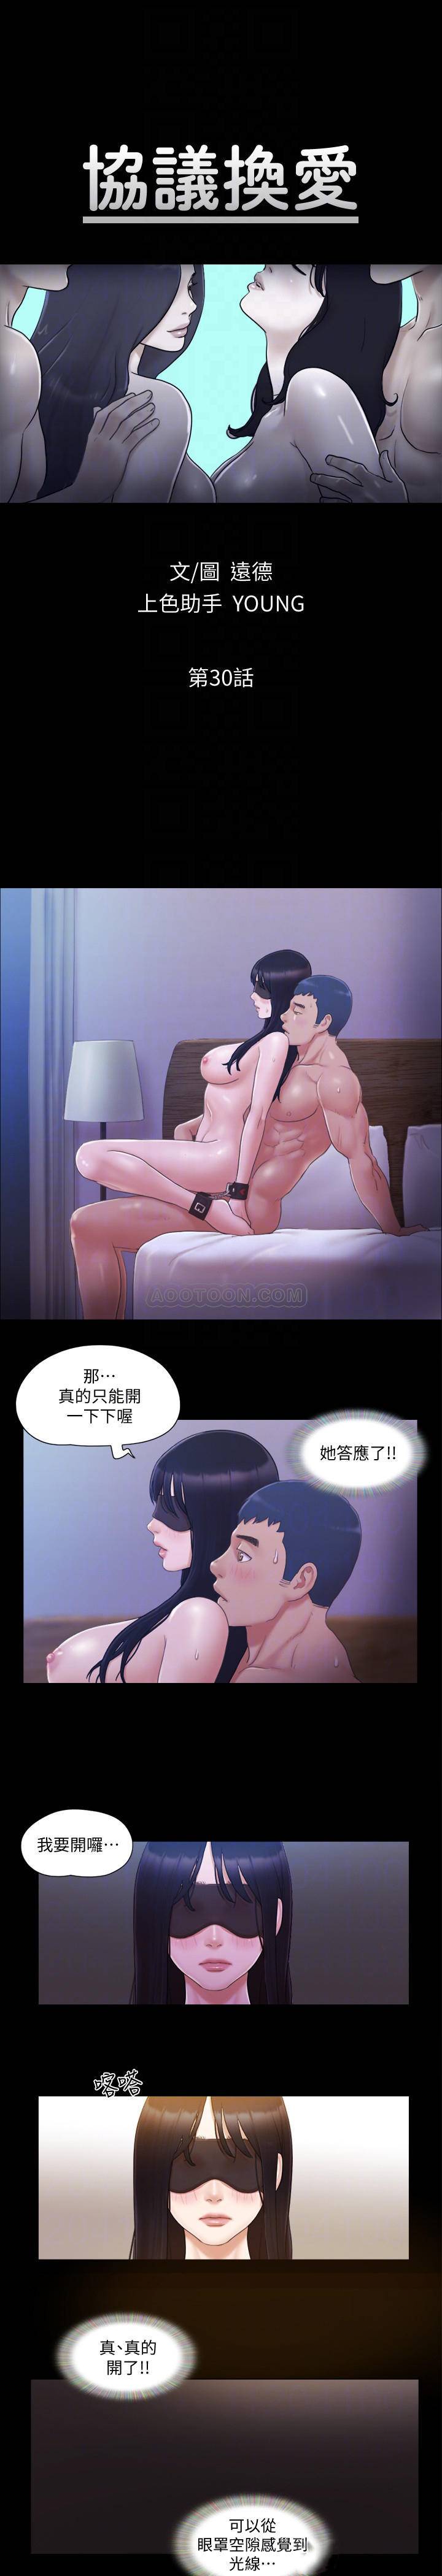 協議換愛
文/圖 遠德
上色助手 YOUNG
第30話
AOOTOON.COM
那…
真的只能開
一下下喔
她答應了!!
我要開囉…
喀嗒
真、真的
開了!!
可以從
眼罩空隙感覺到
光線…